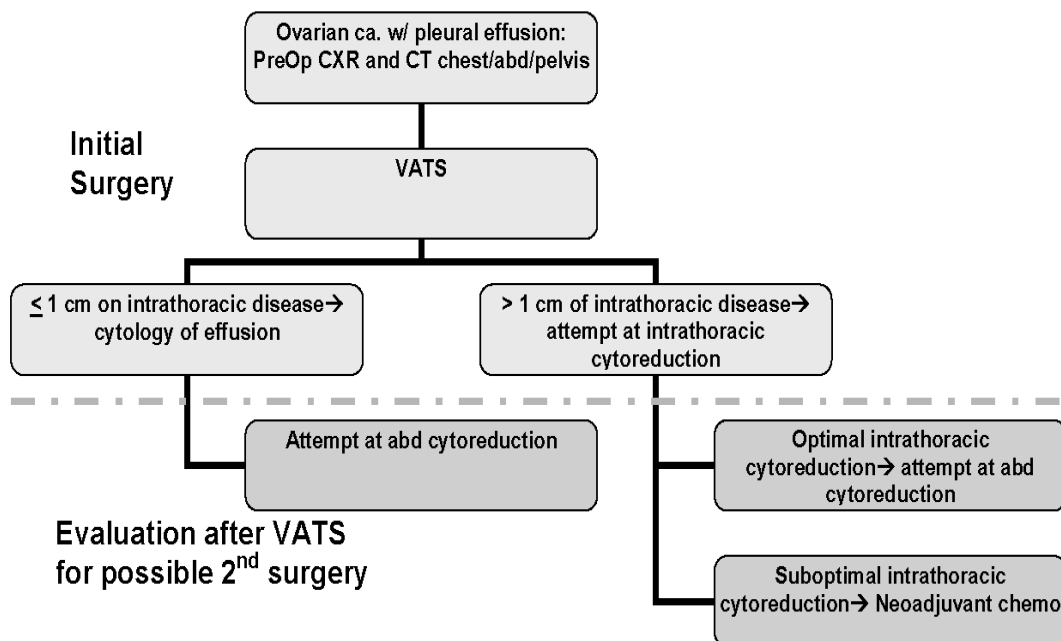 Ovarian ca. w/ pleural effusion:
PreOp CXR and CT chest/abd/pelvis
Initial
Surgery
VATS
≤ 1 cm on intrathoracic disease→
cytology of effusion
> 1 cm of intrathoracic disease→
attempt at intrathoracic
cytoreduction
Attempt at abd cytoreduction
Optimal intrathoracic
cytoreduction→ attempt at abd
cytoreduction
Evaluation after VATS
for possible 2nd surgery
Suboptimal intrathoracic
cytoreduction→ Neoadjuvant chemo